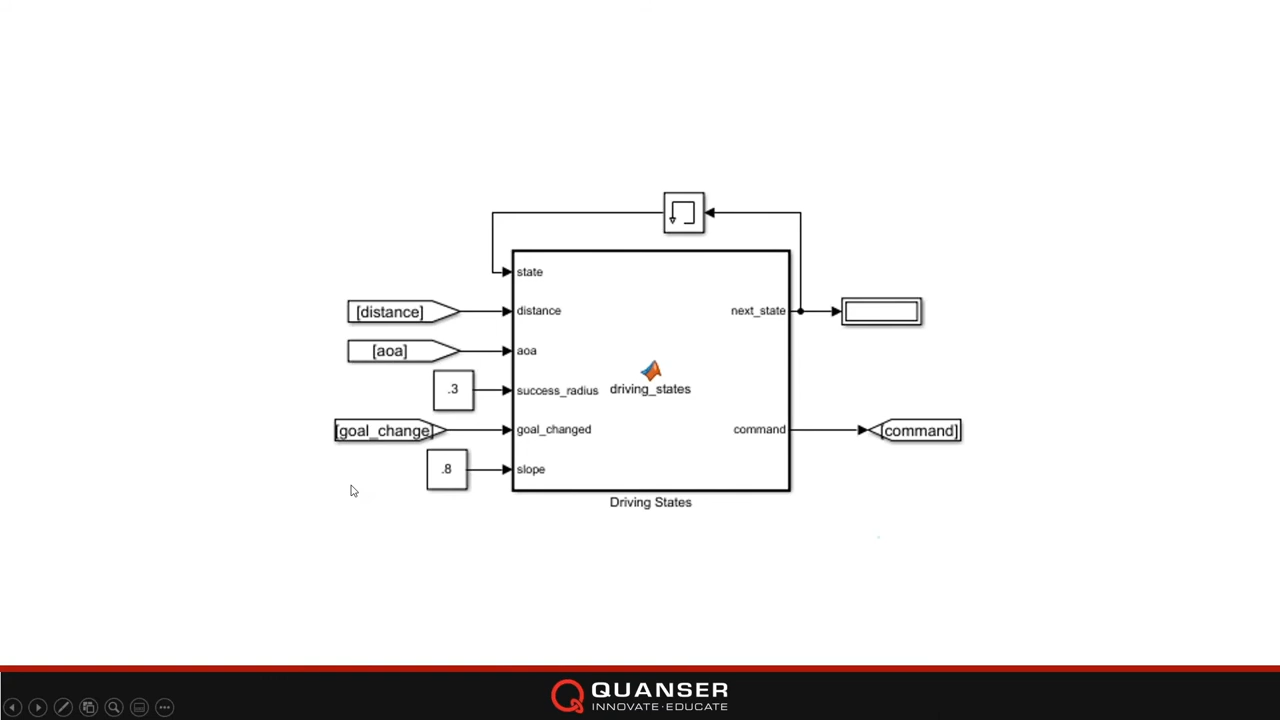 state
[distance]
distance
next_state
[aoa]
aoa
.3
success_radius
driving_states
[goal_change]
goal_changed
command
[command]
.8
slope
Driving States
QUANSER
INNOVATE·EDUCATE